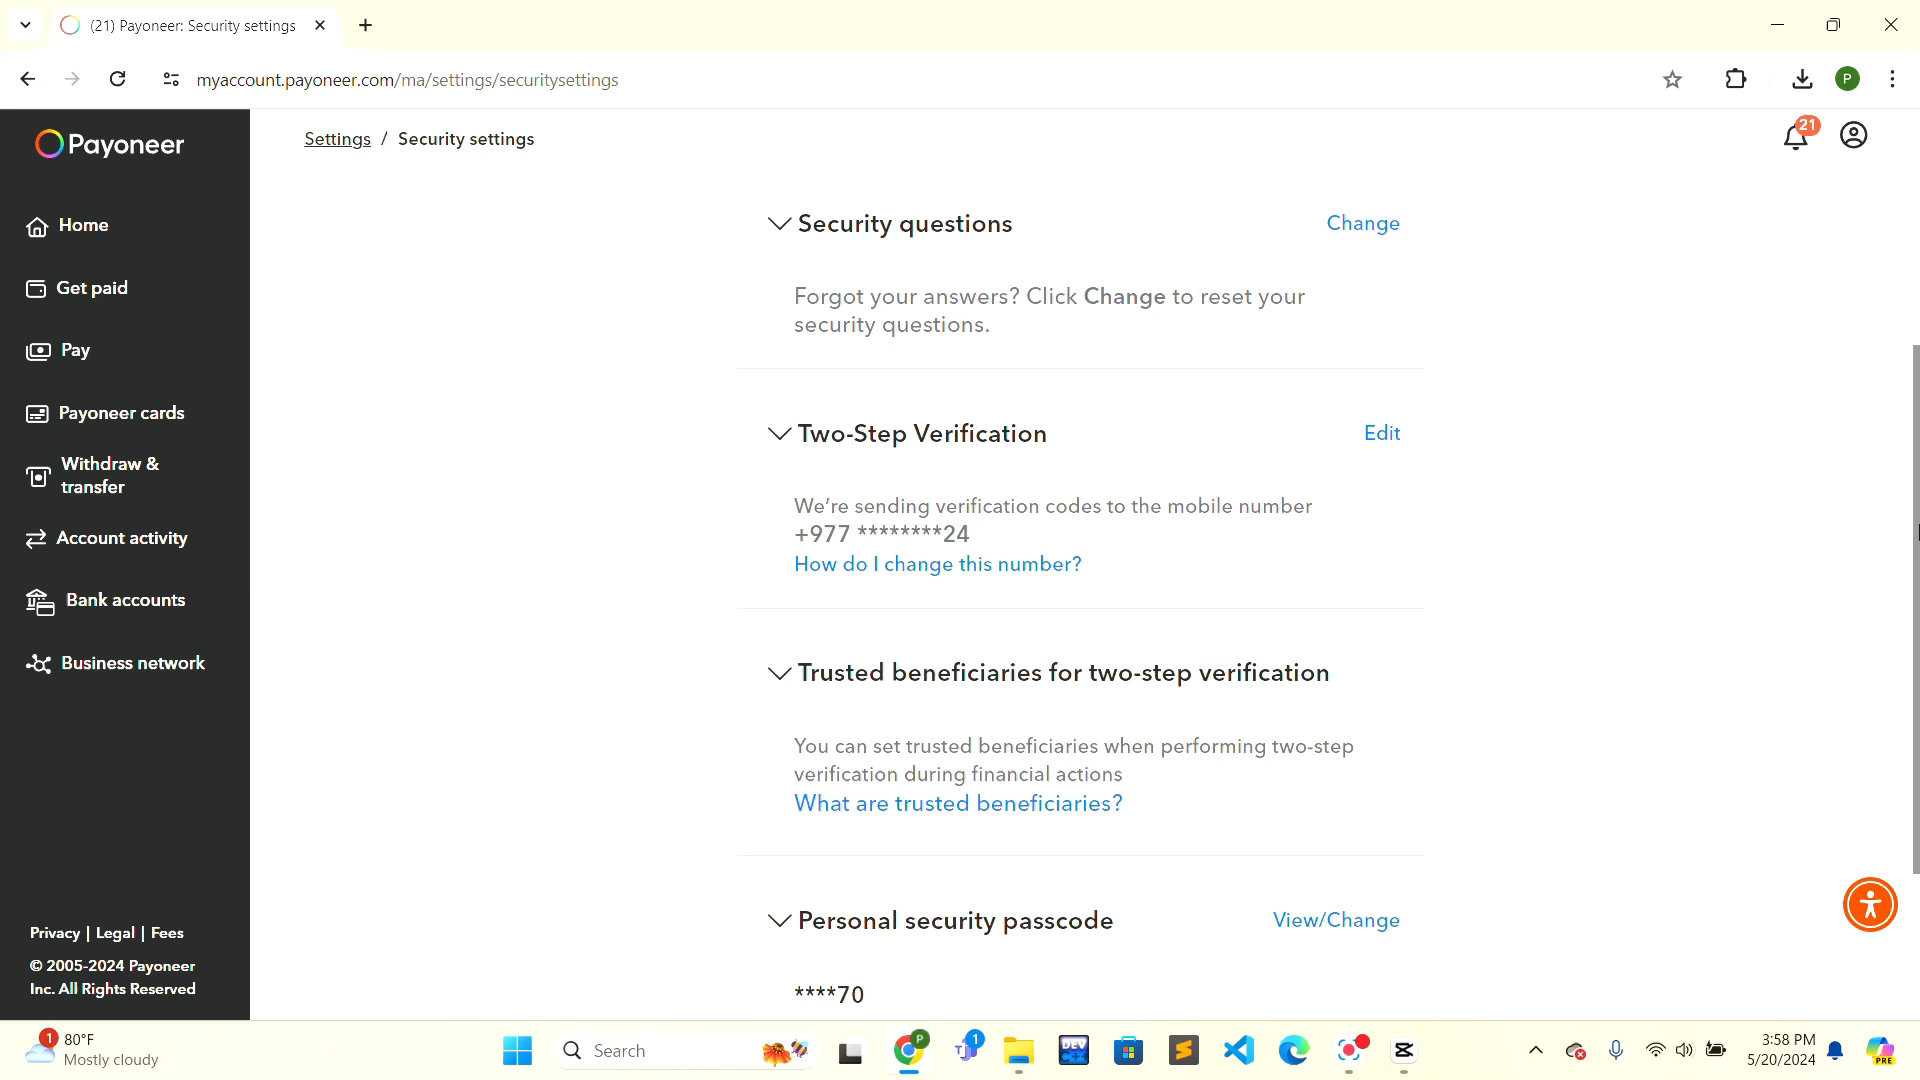 (21) Payoneer: Security settings
myaccount.payoneer.com/ma/settings/securitysettings
P
Payoneer
Settings / Security settings
21
Home
Get paid
Pay
Payoneer cards
Withdraw &
transfer
Account activity
Bank accounts
Business network
Security questions
Change
Forgot your answers? Click Change to reset your
security questions.
Two-Step Verification
Edit
We're sending verification codes to the mobile number
+977 ********24
How do I change this number?
Trusted beneficiaries for two-step verification
You can set trusted beneficiaries when performing two-step
verification during financial actions
What are trusted beneficiaries?
Personal security passcode
View/Change
****70
Privacy | Legal | Fees
© 2005-2024 Payoneer
Inc. All Rights Reserved
1
80°F
Mostly cloudy
Search
P
1
DEV
C++
3:58 PM
5/20/2024
PRE